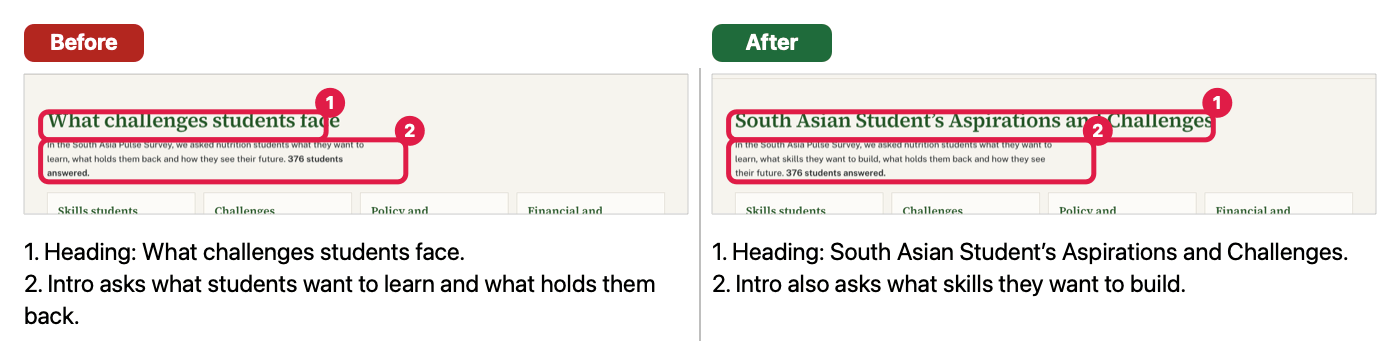 Before
1
What challenges students face
2
In the South Asia Pulse Survey, we asked nutrition students what they want to
learn, what holds them back and how they see their future. 376 students
answered.
Skills students
Challenges
Policy and
Financial and
1. Heading: What challenges students face.
2. Intro asks what students want to learn and what holds them
back.
After
1
South Asian Student’s Aspirations and Challenges
2
In the South Asia Pulse Survey, we asked nutrition students what they want to
learn, what skills they want to build, what holds them back and how they see
their future. 376 students answered.
Skills students
Challenges
Policy and
Financial and
1. Heading: South Asian Student’s Aspirations and Challenges.
2. Intro also asks what skills they want to build.